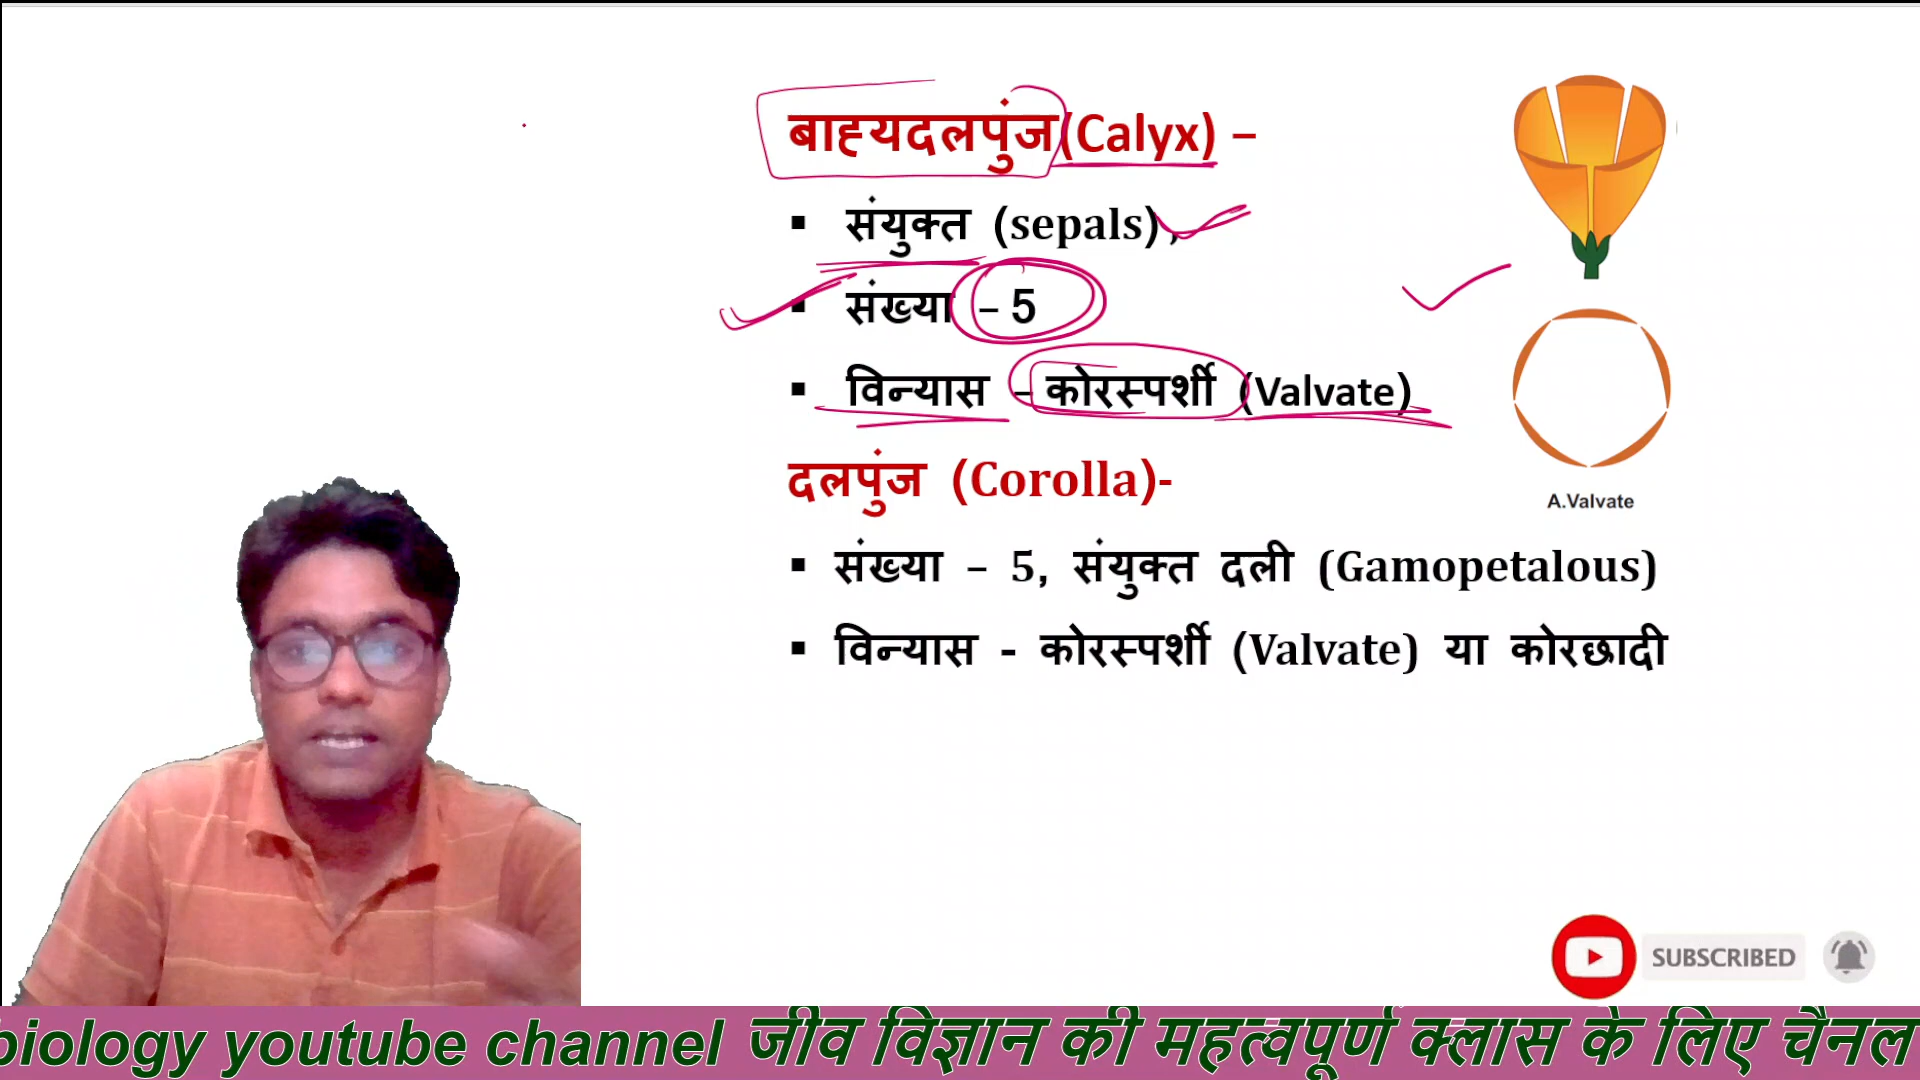 बाह्यदलपुंज(Calyx) –
▪ संयुक्त (sepals),
▪ संख्या – 5
▪ विन्यास – कोरस्पर्शी (Valvate)
A.Valvate
दलपुंज (Corolla)-
▪ संख्या – 5, संयुक्त दली (Gamopetalous)
▪ विन्यास - कोरस्पर्शी (Valvate) या कोरछादी
SUBSCRIBED
biology youtube channel जीव विज्ञान की महत्वपूर्ण क्लास के लिए चैनल